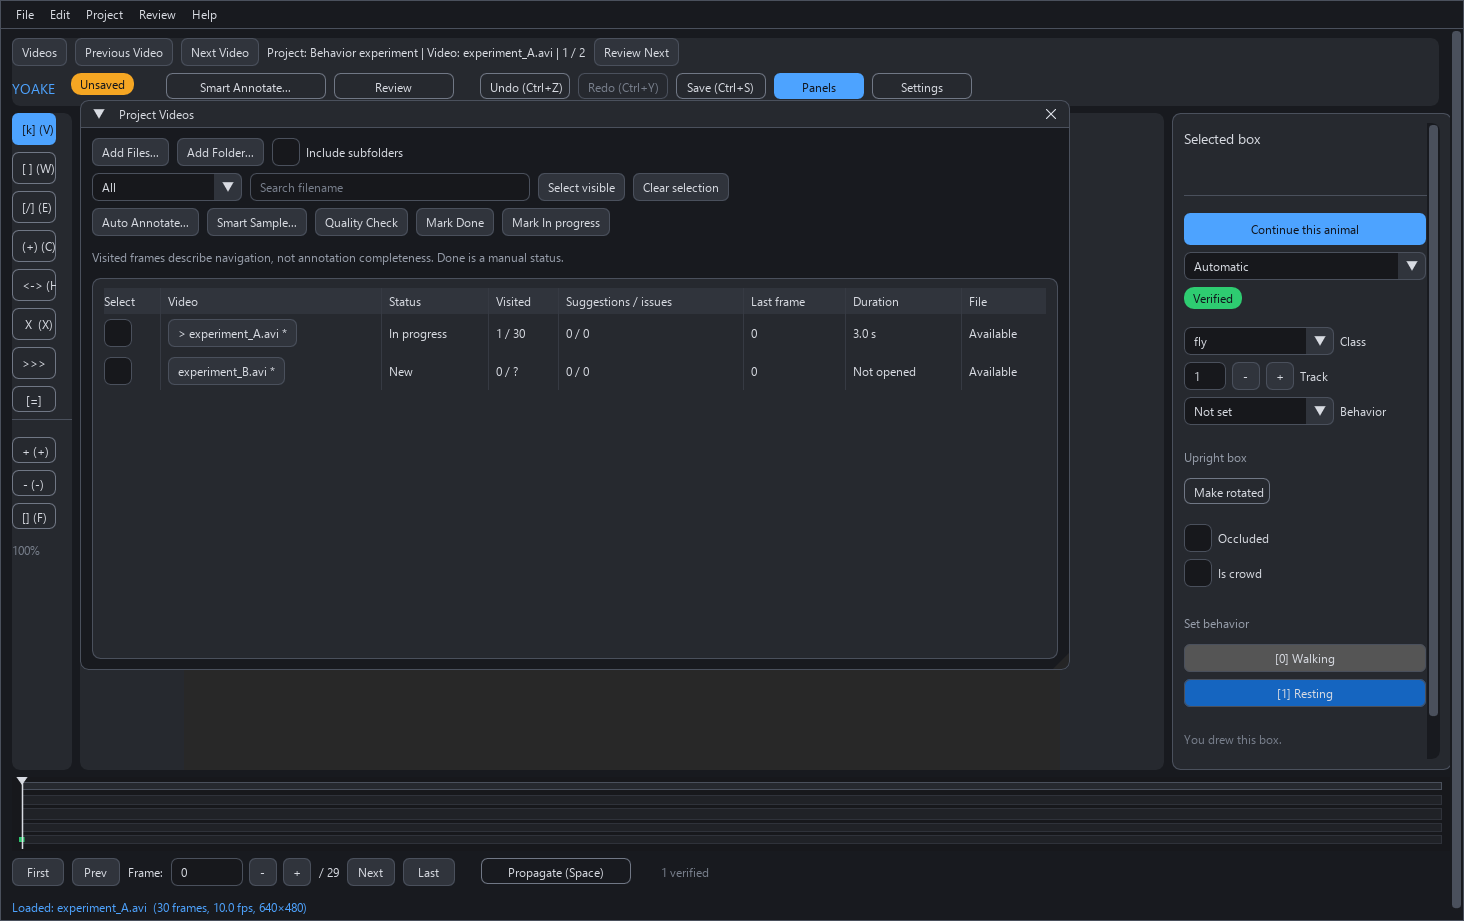 File Edit Project Review Help
Videos Previous Video Next Video Project: Behavior experiment | Video: experiment_A.avi | 1 / 2 Review Next
YOAKE Unsaved Smart Annotate... Review Undo (Ctrl+Z) Redo (Ctrl+Y) Save (Ctrl+S) Panels Settings
[k] (V)
[ ] (W)
[/] (E)
(+) (C)
<-> (H
X (X)
>>>
[=]
+ (+)
- (-)
[] (F)
100%
Project Videos
Add Files... Add Folder... Include subfolders
All Search filename Select visible Clear selection
Auto Annotate... Smart Sample... Quality Check Mark Done Mark In progress
Visited frames describe navigation, not annotation completeness. Done is a manual status.
Select Video Status Visited Suggestions / issues Last frame Duration File
> experiment_A.avi * In progress 1 / 30 0 / 0 0 3.0 s Available
experiment_B.avi * New 0 / ? 0 / 0 0 Not opened Available
Selected box
Continue this animal
Automatic
Verified
fly Class
1 - + Track
Not set Behavior
Upright box
Make rotated
Occluded
Is crowd
Set behavior
[0] Walking
[1] Resting
You drew this box.
First Prev Frame: 0 - + / 29 Next Last Propagate (Space) 1 verified
Loaded: experiment_A.avi (30 frames, 10.0 fps, 640×480)